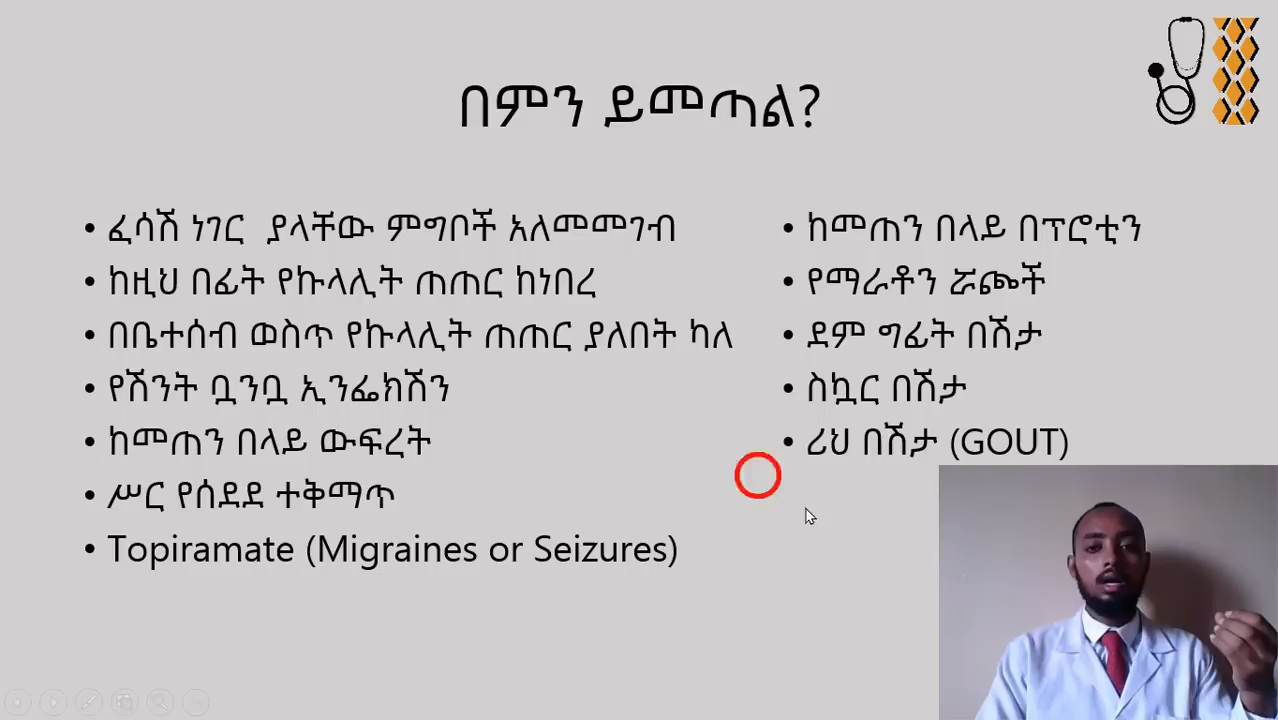 በምን ይመጣል?
• ፈሳሽ ነገር ያላቸው ምግቦች አለመመገብ
• ከዚህ በፊት የኩላሊት ጠጠር ከነበረ
• በቤተሰብ ወስጥ የኩላሊት ጠጠር ያለበት ካለ
• የሽንት ቧንቧ ኢንፌክሽን
• ከመጠን በላይ ውፍረት
• ሥር የሰደደ ተቅማጥ
• Topiramate (Migraines or Seizures)
• ከመጠን በላይ በፕሮቲን
• የማራቶን ሯጮች
• ደም ግፊት በሽታ
• ስኳር በሽታ
• ሪህ በሽታ (GOUT)